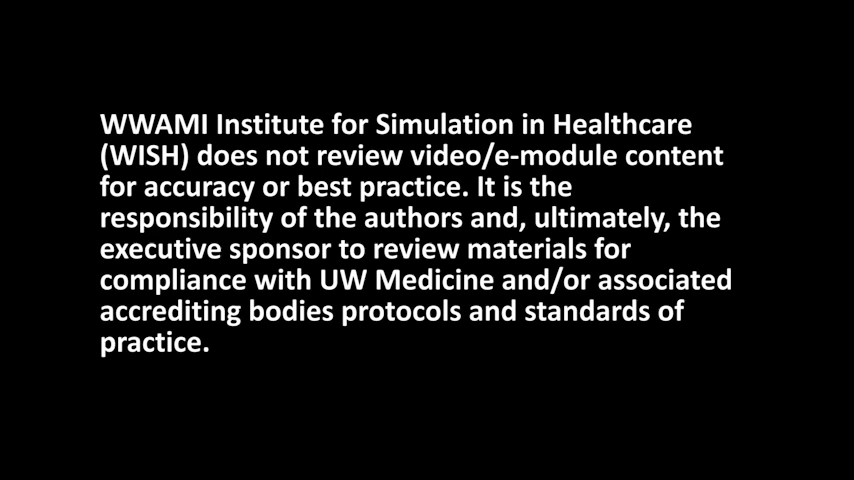 WWAMI Institute for Simulation in Healthcare
(WISH) does not review video/e-module content
for accuracy or best practice. It is the
responsibility of the authors and, ultimately, the
executive sponsor to review materials for
compliance with UW Medicine and/or associated
accrediting bodies protocols and standards of
practice.